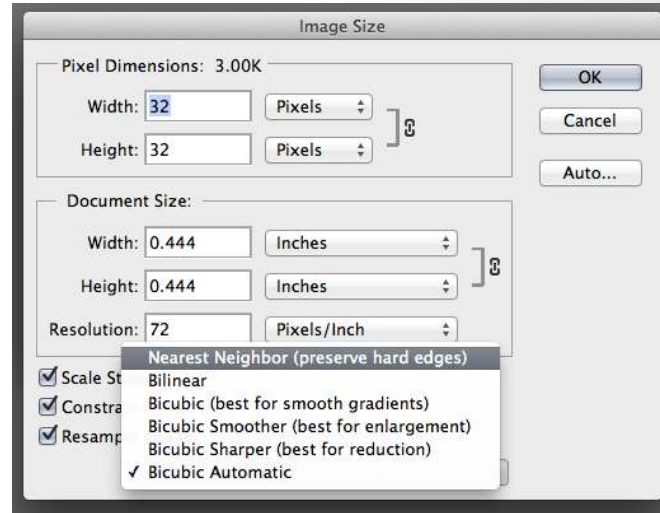 Image Size
Pixel Dimensions: 3.00K
OK
Width: 32 Pixels
Cancel
Height: 32 Pixels
Auto...
Document Size:
Width: 0.444 Inches
Height: 0.444 Inches
Resolution: 72 Pixels/Inch
Nearest Neighbor (preserve hard edges)
Scale St
Bilinear
Constra
Bicubic (best for smooth gradients)
Bicubic Smoother (best for enlargement)
Resamp
Bicubic Sharper (best for reduction)
✓ Bicubic Automatic